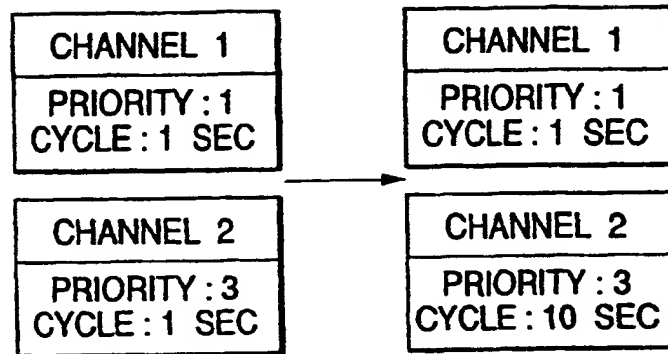 CHANNEL 1
PRIORITY : 1
CYCLE : 1 SEC
CHANNEL 2
PRIORITY : 3
CYCLE : 1 SEC
CHANNEL 1
PRIORITY : 1
CYCLE : 1 SEC
CHANNEL 2
PRIORITY : 3
CYCLE : 10 SEC